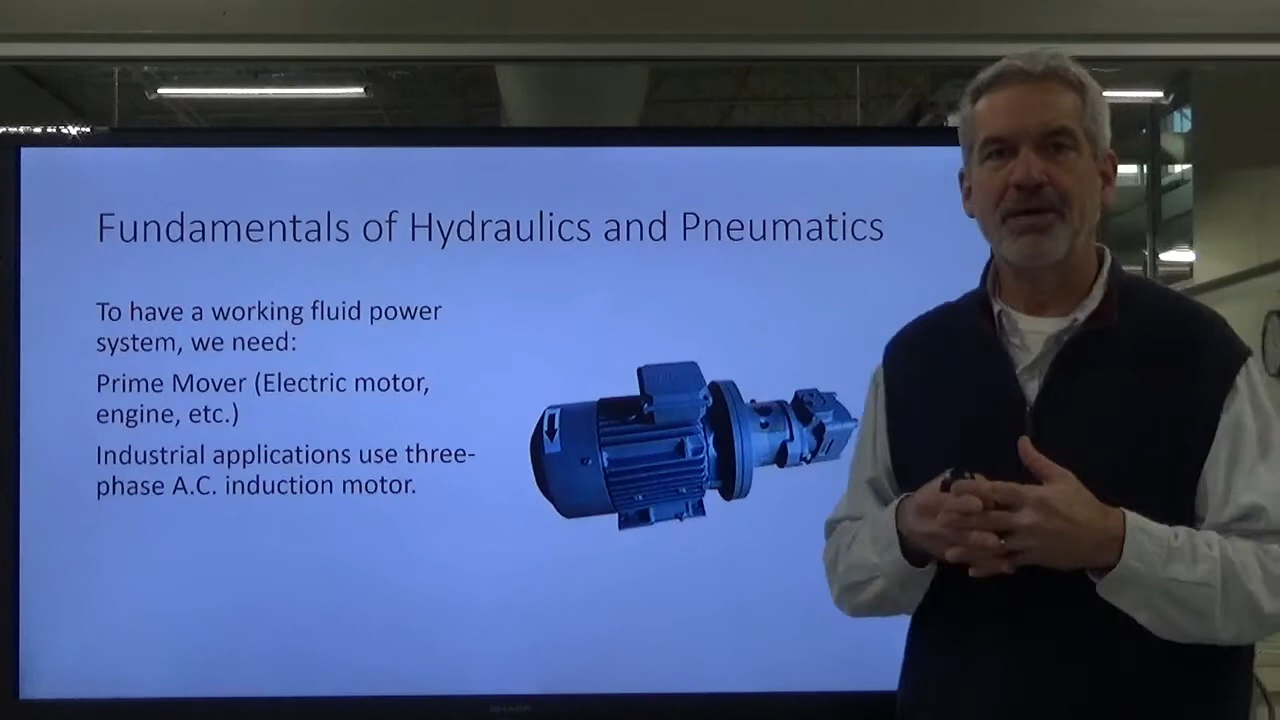 Fundamentals of Hydraulics and Pneumatics
To have a working fluid power
system, we need:
Prime Mover (Electric motor,
engine, etc.)
Industrial applications use three-
phase A.C. induction motor.
SHARP